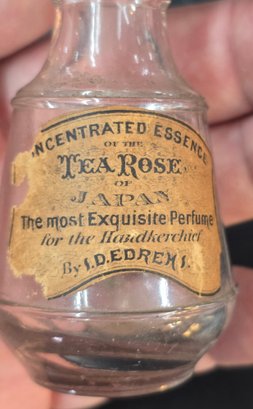 NCENTRATED ESSENCE
OF THE
TEA ROSE
OF
JAPAN
The most Exquisite Perfume
for the Handkerchief
By I.D.EDREHI.